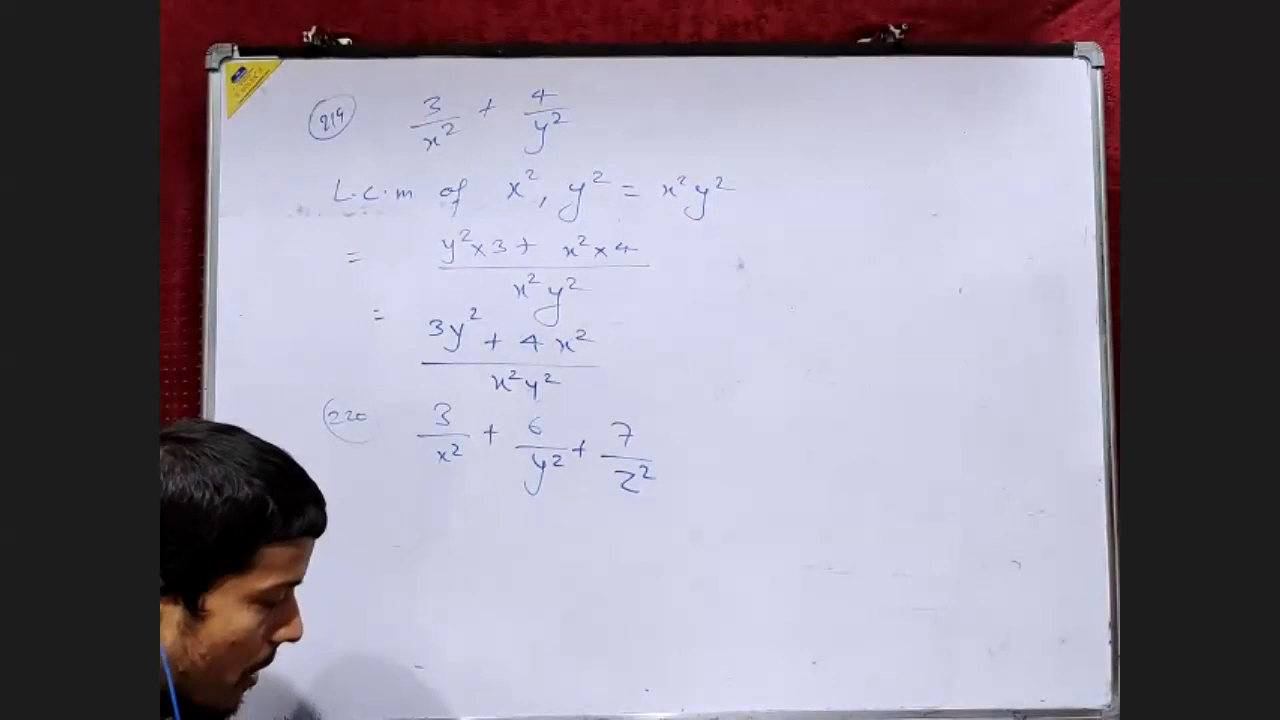 219 3/x² + 4/y²
L.C.M of x², y² = x²y²
= (y²×3 + x²×4)/(x²y²)
= (3y² + 4x²)/(x²y²)
220 3/x² + 6/y² + 7/z²